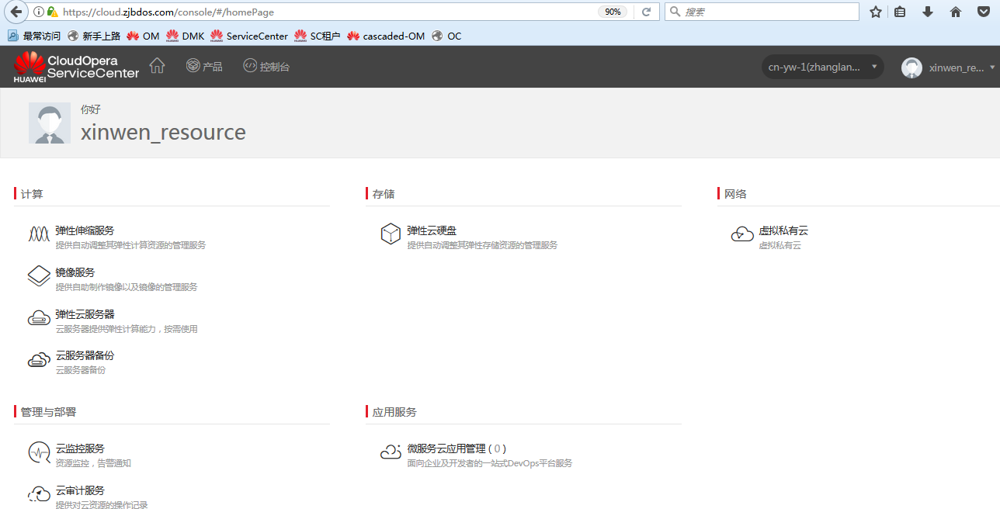 https://cloud.zjbdos.com/console/#/homePage
90%
搜索
最常访问 新手上路 OM DMK ServiceCenter SC租户 cascaded-OM OC
HUAWEI
CloudOpera
ServiceCenter
产品
控制台
cn-yw-1(zhanglan...
xinwen_re...
你好
xinwen_resource
计算
弹性伸缩服务
提供自动调整其弹性计算资源的管理服务
镜像服务
提供自助制作镜像以及镜像的管理服务
弹性云服务器
云服务器提供弹性计算能力，按需使用
云服务器备份
云服务器备份
存储
弹性云硬盘
提供自动调整其弹性存储资源的管理服务
网络
虚拟私有云
虚拟私有云
管理与部署
云监控服务
资源监控，告警通知
云审计服务
提供对云资源的操作记录
应用服务
微服务云应用管理 ( 0 )
面向企业及开发者的一站式DevOps平台服务